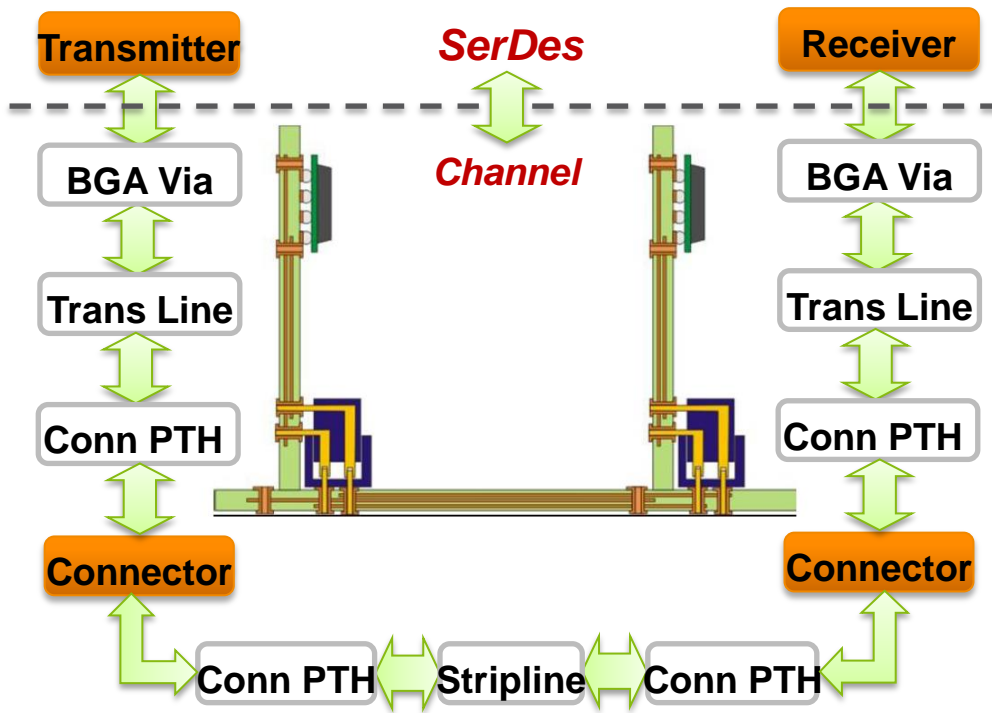 Transmitter
SerDes
Receiver
BGA Via
Channel
BGA Via
Trans Line
Trans Line
Conn PTH
Conn PTH
Connector
Connector
Conn PTH
Stripline
Conn PTH